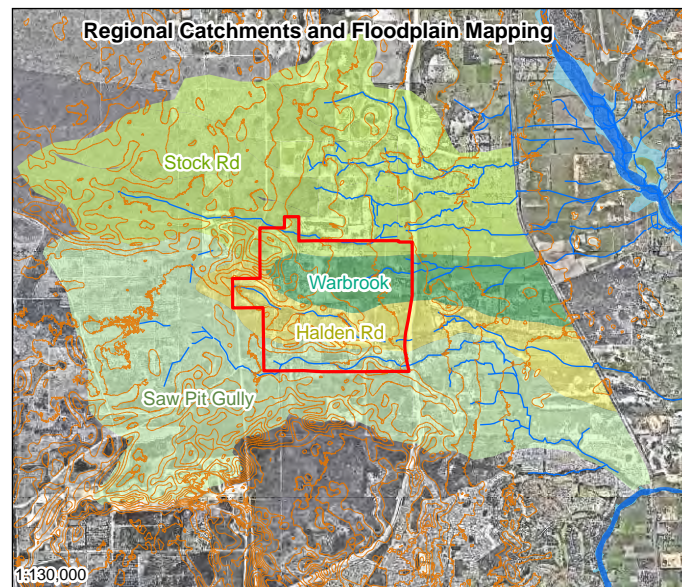 Regional Catchments and Floodplain Mapping
Stock Rd
Warbrook
Halden Rd
Saw Pit Gully
1:130,000